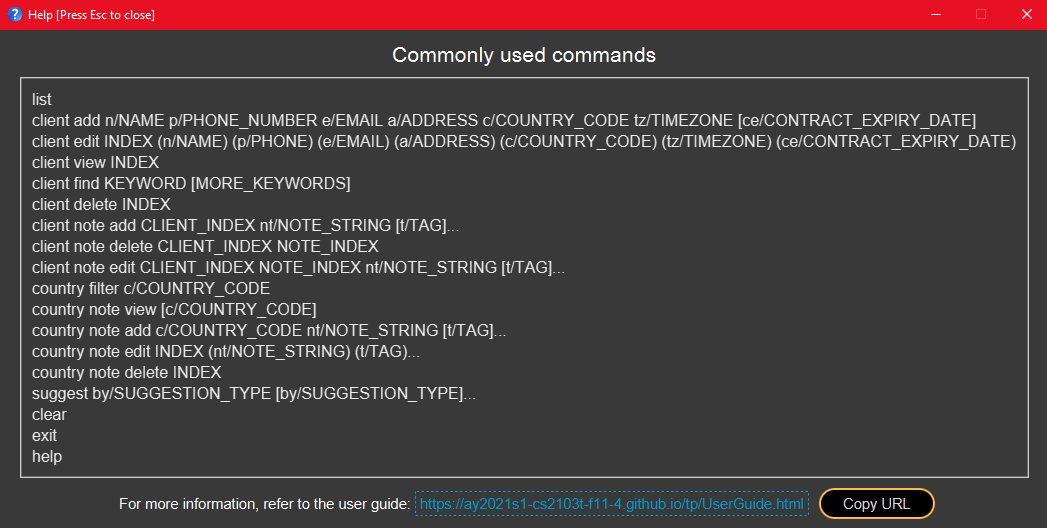 Help [Press Esc to close]
Commonly used commands
list
client add n/NAME p/PHONE_NUMBER e/EMAIL a/ADDRESS c/COUNTRY_CODE tz/TIMEZONE [ce/CONTRACT_EXPIRY_DATE]
client edit INDEX (n/NAME) (p/PHONE) (e/EMAIL) (a/ADDRESS) (c/COUNTRY_CODE) (tz/TIMEZONE) (ce/CONTRACT_EXPIRY_DATE)
client view INDEX
client find KEYWORD [MORE_KEYWORDS]
client delete INDEX
client note add CLIENT_INDEX nt/NOTE_STRING [t/TAG]...
client note delete CLIENT_INDEX NOTE_INDEX
client note edit CLIENT_INDEX NOTE_INDEX nt/NOTE_STRING [t/TAG]...
country filter c/COUNTRY_CODE
country note view [c/COUNTRY_CODE]
country note add c/COUNTRY_CODE nt/NOTE_STRING [t/TAG]...
country note edit INDEX (nt/NOTE_STRING) (t/TAG)...
country note delete INDEX
suggest by/SUGGESTION_TYPE [by/SUGGESTION_TYPE]...
clear
exit
help
For more information, refer to the user guide: https://ay2021s1-cs2103t-f11-4.github.io/tp/UserGuide.html Copy URL